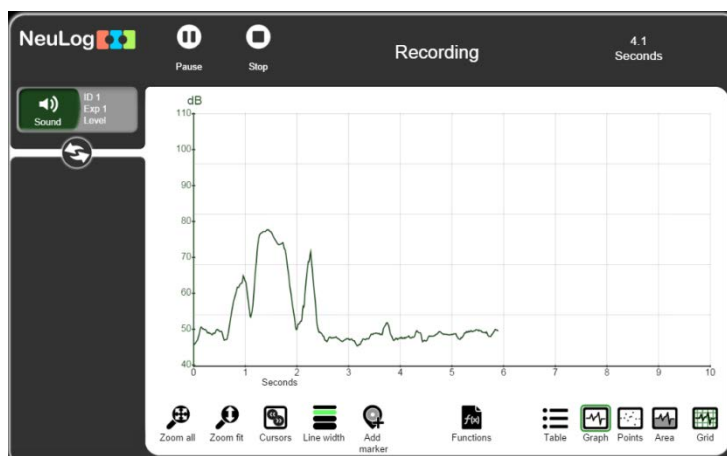 NeuLog
Pause
Stop
Recording
4.1
Seconds
Sound
ID 1
Exp 1
Level
dB
110
100
90
80
70
60
50
40
0 1 2 3 4 5 6 7 8 9 10
Seconds
Zoom all
Zoom fit
Cursors
Line width
Add
marker
f(x)
Functions
Table
Graph
Points
Area
Grid